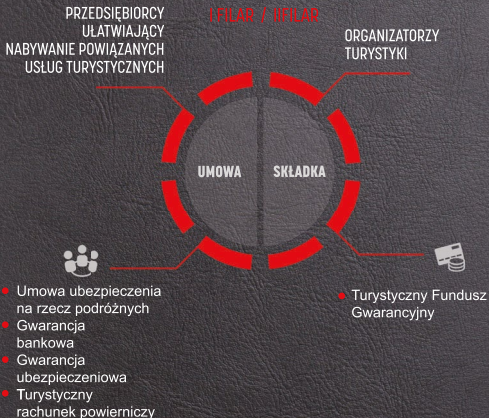 I FILAR / II FILAR
PRZEDSIĘBIORCY
UŁATWIAJĄCY
NABYWANIE POWIĄZANYCH
USŁUG TURYSTYCZNYCH
ORGANIZATORZY
TURYSTYKI
UMOWA
SKŁADKA
Umowa ubezpieczenia
na rzecz podróżnych
Gwarancja
bankowa
Gwarancja
ubezpieczeniowa
Turystyczny
rachunek powierniczy
Turystyczny Fundusz
Gwarancyjny